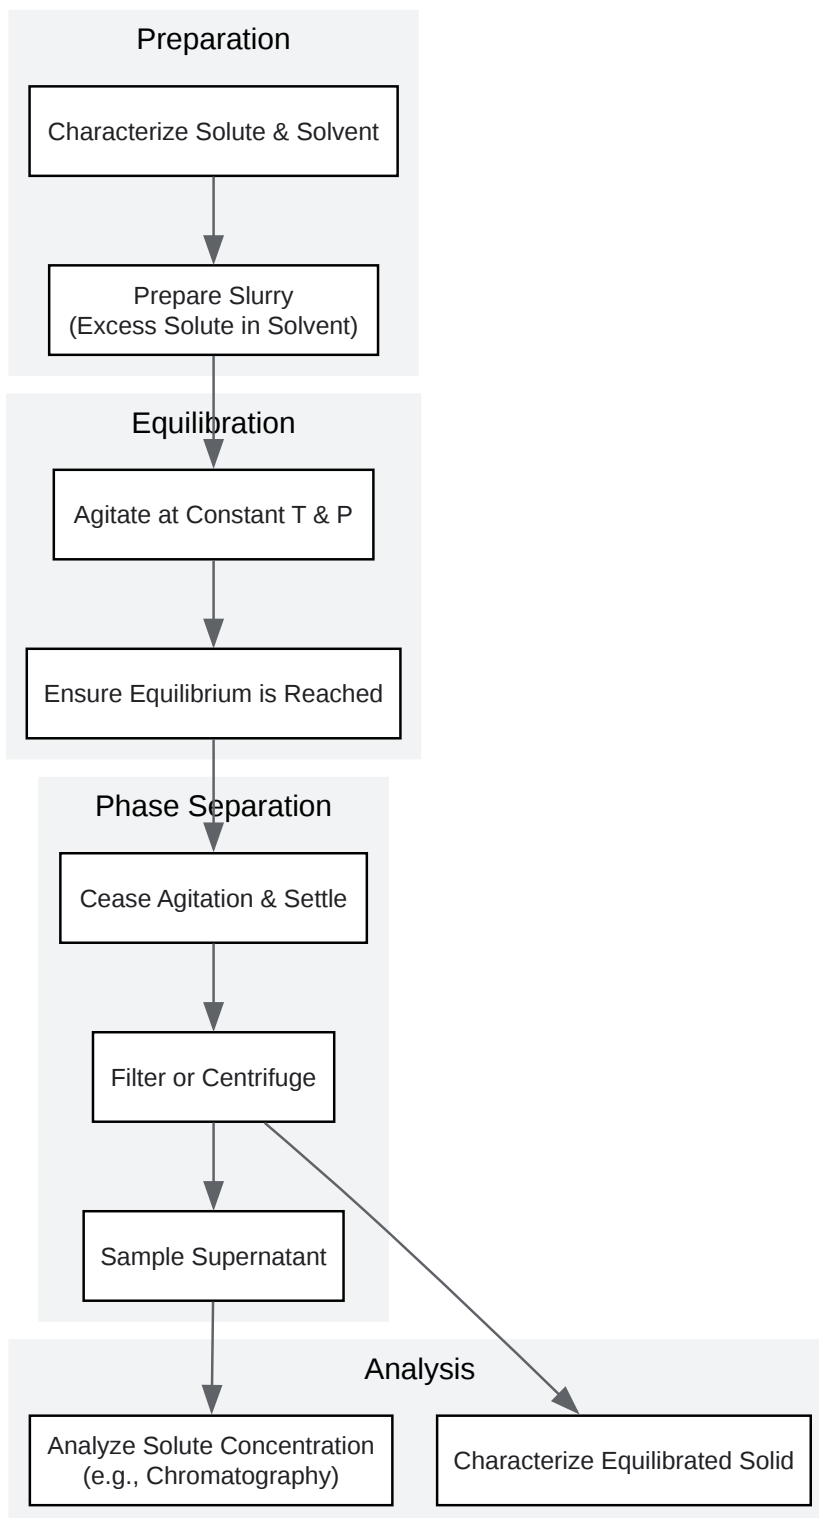 Preparation
Characterize Solute & Solvent
Prepare Slurry
(Excess Solute in Solvent)
Equilibration
Agitate at Constant T & P
Ensure Equilibrium is Reached
Phase Separation
Cease Agitation & Settle
Filter or Centrifuge
Sample Supernatant
Analysis
Analyze Solute Concentration
(e.g., Chromatography)
Characterize Equilibrated Solid